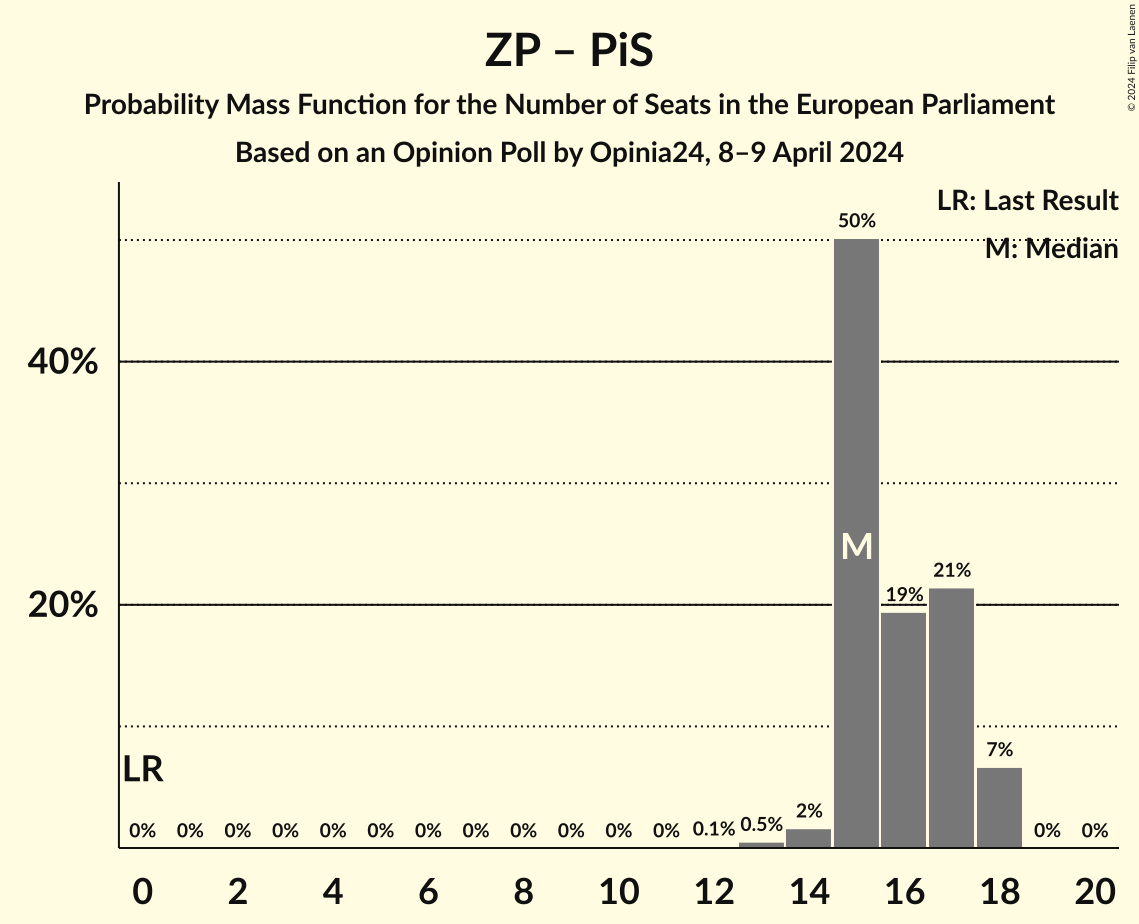 ZP – PiS
Probability Mass Function for the Number of Seats in the European Parliament
Based on an Opinion Poll by Opinia24, 8–9 April 2024
© 2024 Filip van Laenen
LR: Last Result
M: Median
50%
40%
M
21%
20%
19%
7%
LR
2%
0% 0% 0% 0% 0% 0% 0% 0% 0% 0% 0% 0% 0.1% 0.5% 0% 0%
0 2 4 6 8 10 12 14 16 18 20